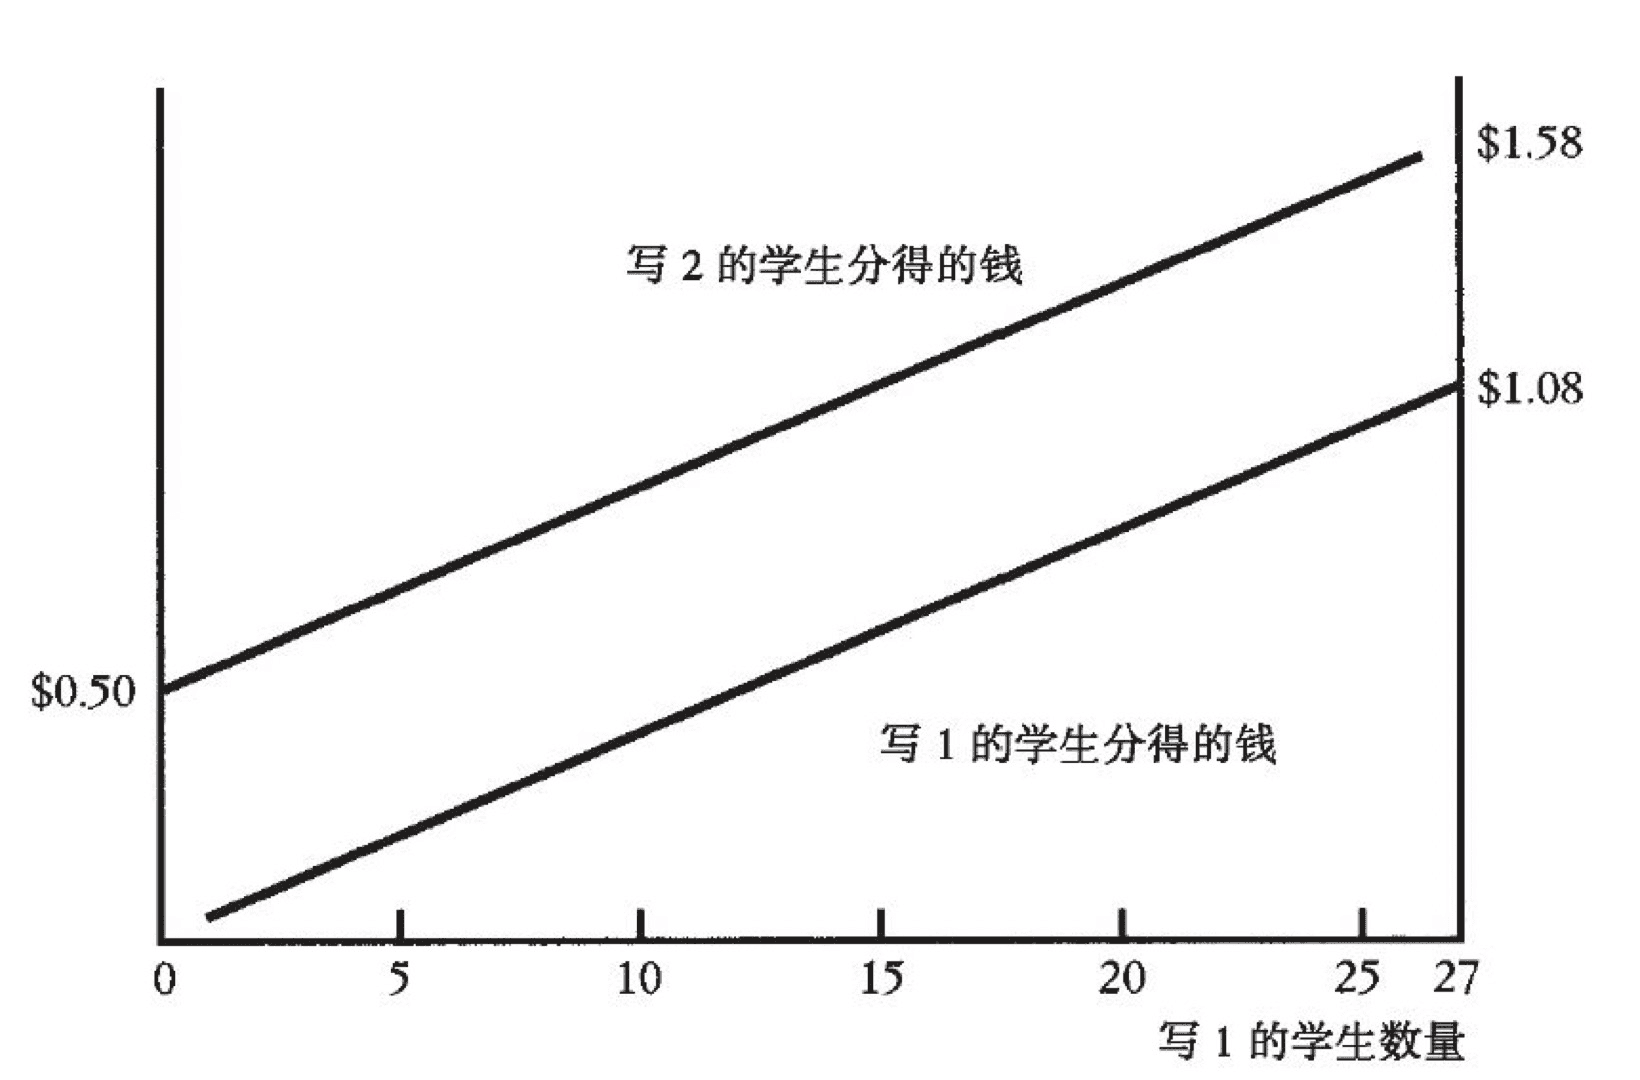 $1.58
写 2 的学生分得的钱
$1.08
$0.50
写 1 的学生分得的钱
0 5 10 15 20 25 27
写 1 的学生数量